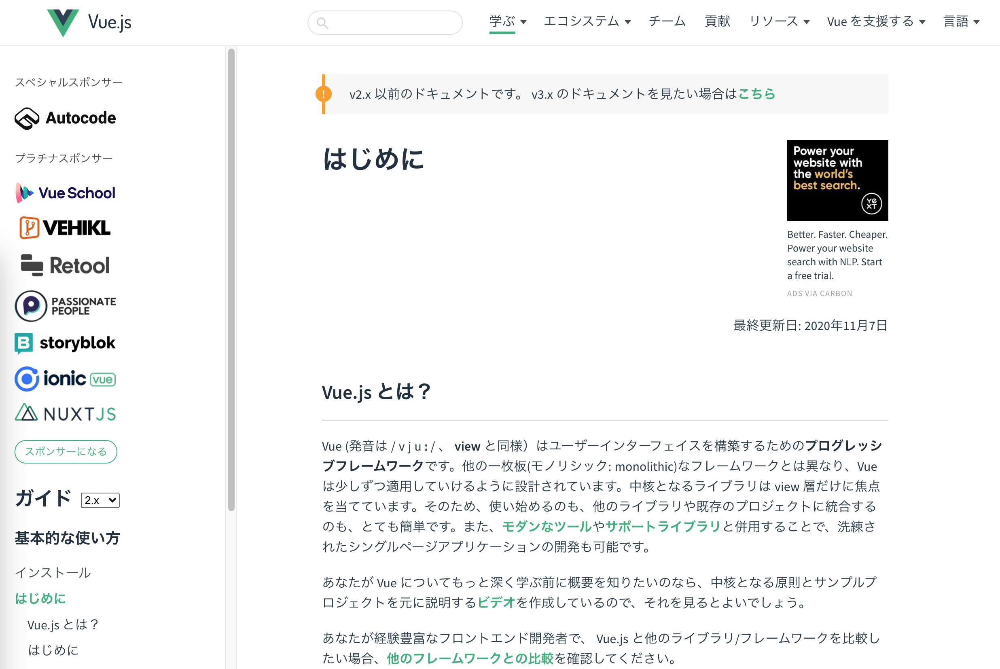 Vue.js
学ぶ エコシステム チーム 貢献 リソース Vue を支援する 言語
スペシャルスポンサー
Autocode
プラチナスポンサー
Vue School
VEHIKL
Retool
PASSIONATE
PEOPLE
storyblok
ionic vue
NUXTJS
スポンサーになる
ガイド 2.x
基本的な使い方
インストール
はじめに
Vue.js とは？
はじめに
v2.x 以前のドキュメントです。 v3.x のドキュメントを見たい場合はこちら
はじめに
Power your
website with
the world's
best search.
YEXT
Better. Faster. Cheaper.
Power your website
search with NLP. Start
a free trial.
ADS VIA CARBON
最終更新日: 2020年11月7日
Vue.js とは？
Vue (発音は / v j u ː / 、 view と同様）はユーザーインターフェイスを構築するためのプログレッシ
ブフレームワークです。他の一枚板(モノリシック: monolithic)なフレームワークとは異なり、Vue
は少しずつ適用していけるように設計されています。中核となるライブラリは view 層だけに焦点
を当てています。そのため、使い始めるのも、他のライブラリや既存のプロジェクトに統合する
のも、とても簡単です。また、モダンなツールやサポートライブラリと併用することで、洗練さ
れたシングルページアプリケーションの開発も可能です。
あなたが Vue についてもっと深く学ぶ前に概要を知りたいのなら、中核となる原則とサンプルプ
ロジェクトを元に説明するビデオを作成しているので、それを見るとよいでしょう。
あなたが経験豊富なフロントエンド開発者で、 Vue.js と他のライブラリ/フレームワークを比較し
たい場合、他のフレームワークとの比較を確認してください。